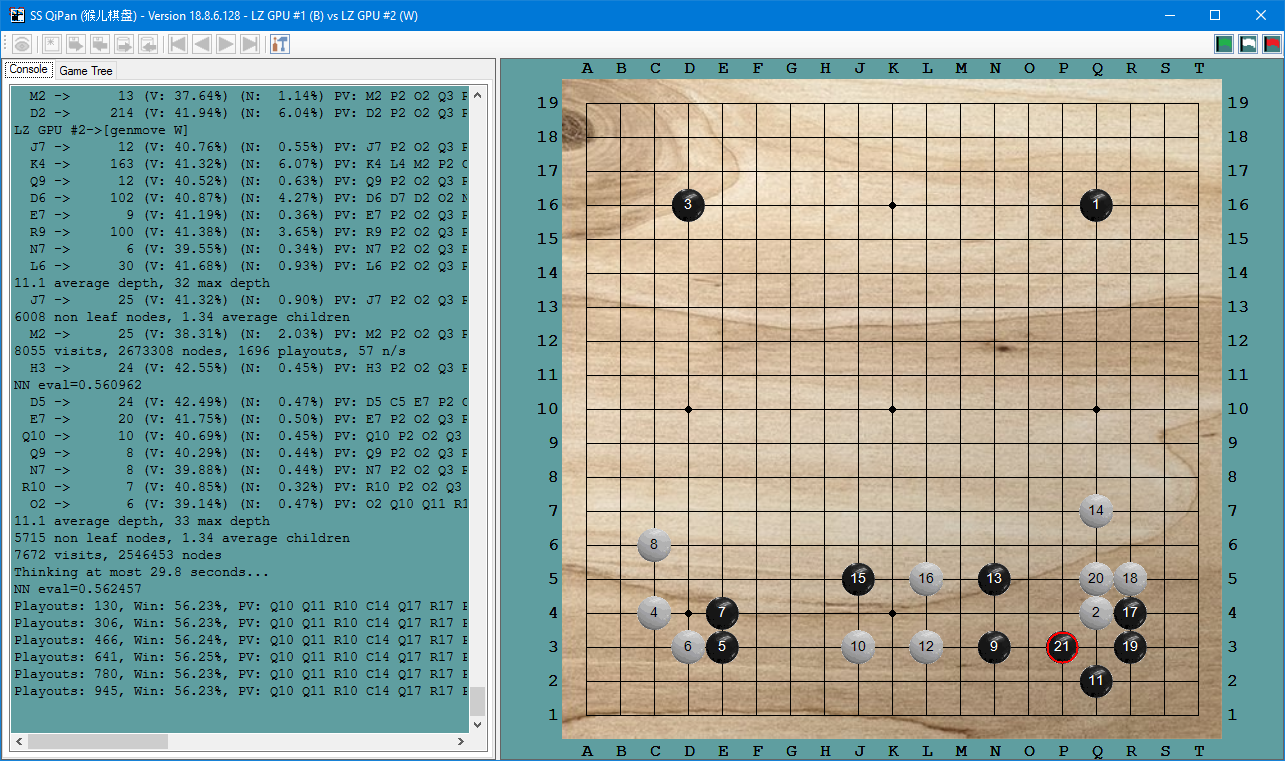 SS QiPan (猴儿棋盘) - Version 18.8.6.128 - LZ GPU #1 (B) vs LZ GPU #2 (W)
Console Game Tree
M2 -> 13 (V: 37.64%) (N: 1.14%) PV: M2 P2 O2 Q3 P
D2 -> 214 (V: 41.94%) (N: 6.04%) PV: D2 P2 O2 Q3 P
LZ GPU #2->[genmove W]
J7 -> 12 (V: 40.76%) (N: 0.55%) PV: J7 P2 O2 Q3 P
K4 -> 163 (V: 41.32%) (N: 6.07%) PV: K4 L4 M2 P2 O
Q9 -> 12 (V: 40.52%) (N: 0.63%) PV: Q9 P2 O2 Q3 P
D6 -> 102 (V: 40.87%) (N: 4.27%) PV: D6 D7 D2 O2 N
E7 -> 9 (V: 41.19%) (N: 0.36%) PV: E7 P2 O2 Q3 P
R9 -> 100 (V: 41.38%) (N: 3.65%) PV: R9 P2 O2 Q3 P
N7 -> 6 (V: 39.55%) (N: 0.34%) PV: N7 P2 O2 Q3 P
L6 -> 30 (V: 41.68%) (N: 0.93%) PV: L6 P2 O2 Q3 P
11.1 average depth, 32 max depth
J7 -> 25 (V: 41.32%) (N: 0.90%) PV: J7 P2 O2 Q3 P
6008 non leaf nodes, 1.34 average children
M2 -> 25 (V: 38.31%) (N: 2.03%) PV: M2 P2 O2 Q3 P
8055 visits, 2673308 nodes, 1696 playouts, 57 n/s
H3 -> 24 (V: 42.55%) (N: 0.45%) PV: H3 P2 O2 Q3 P
NN eval=0.560962
D5 -> 24 (V: 42.49%) (N: 0.47%) PV: D5 C5 E7 P2 O
E7 -> 20 (V: 41.75%) (N: 0.50%) PV: E7 P2 O2 Q3 P
Q10 -> 10 (V: 40.69%) (N: 0.45%) PV: Q10 P2 O2 Q3
Q9 -> 8 (V: 40.29%) (N: 0.44%) PV: Q9 P2 O2 Q3 P
N7 -> 8 (V: 39.88%) (N: 0.44%) PV: N7 P2 O2 Q3 P
R10 -> 7 (V: 40.85%) (N: 0.32%) PV: R10 P2 O2 Q3
O2 -> 6 (V: 39.14%) (N: 0.47%) PV: O2 Q10 Q11 R1
11.1 average depth, 33 max depth
5715 non leaf nodes, 1.34 average children
7672 visits, 2546453 nodes
Thinking at most 29.8 seconds...
NN eval=0.562457
Playouts: 130, Win: 56.23%, PV: Q10 Q11 R10 C14 Q17 R17 
Playouts: 306, Win: 56.23%, PV: Q10 Q11 R10 C14 Q17 R17 
Playouts: 466, Win: 56.24%, PV: Q10 Q11 R10 C14 Q17 R17 
Playouts: 641, Win: 56.25%, PV: Q10 Q11 R10 C14 Q17 R17 
Playouts: 780, Win: 56.23%, PV: Q10 Q11 R10 C14 Q17 R17 
Playouts: 945, Win: 56.23%, PV: Q10 Q11 R10 C14 Q17 R17 
A B C D E F G H J K L M N O P Q R S T
19 19
18 18
17 17
16 3 1 16
15 15
14 14
13 13
12 12
11 11
10 10
9 9
8 8
7 14 7
6 8 6
5 15 16 13 20 18 5
4 4 7 2 17 4
3 6 5 10 12 9 21 19 3
2 11 2
1 1
A B C D E F G H J K L M N O P Q R S T